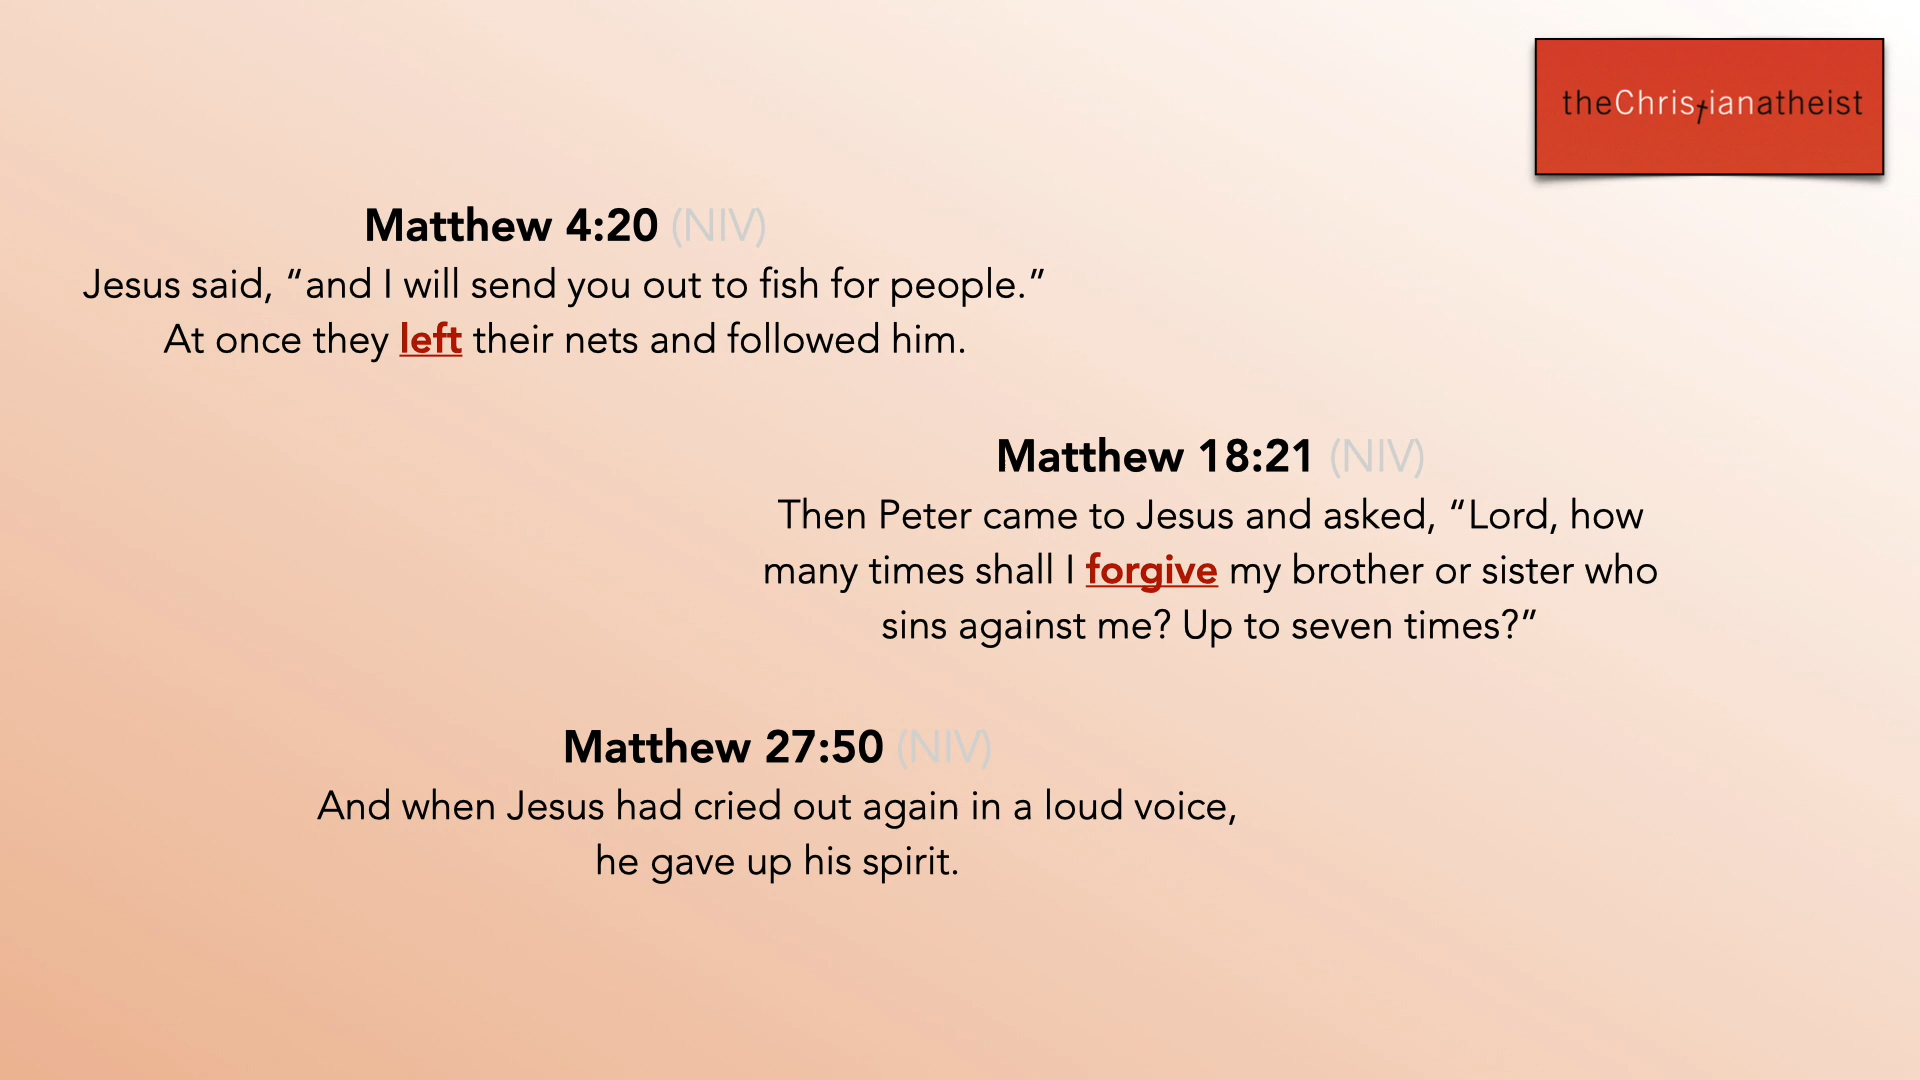 theChristianatheist
Matthew 4:20 (NIV)
Jesus said, “and I will send you out to fish for people.”
At once they left their nets and followed him.
Matthew 18:21 (NIV)
Then Peter came to Jesus and asked, “Lord, how
many times shall I forgive my brother or sister who
sins against me? Up to seven times?”
Matthew 27:50 (NIV)
And when Jesus had cried out again in a loud voice,
he gave up his spirit.